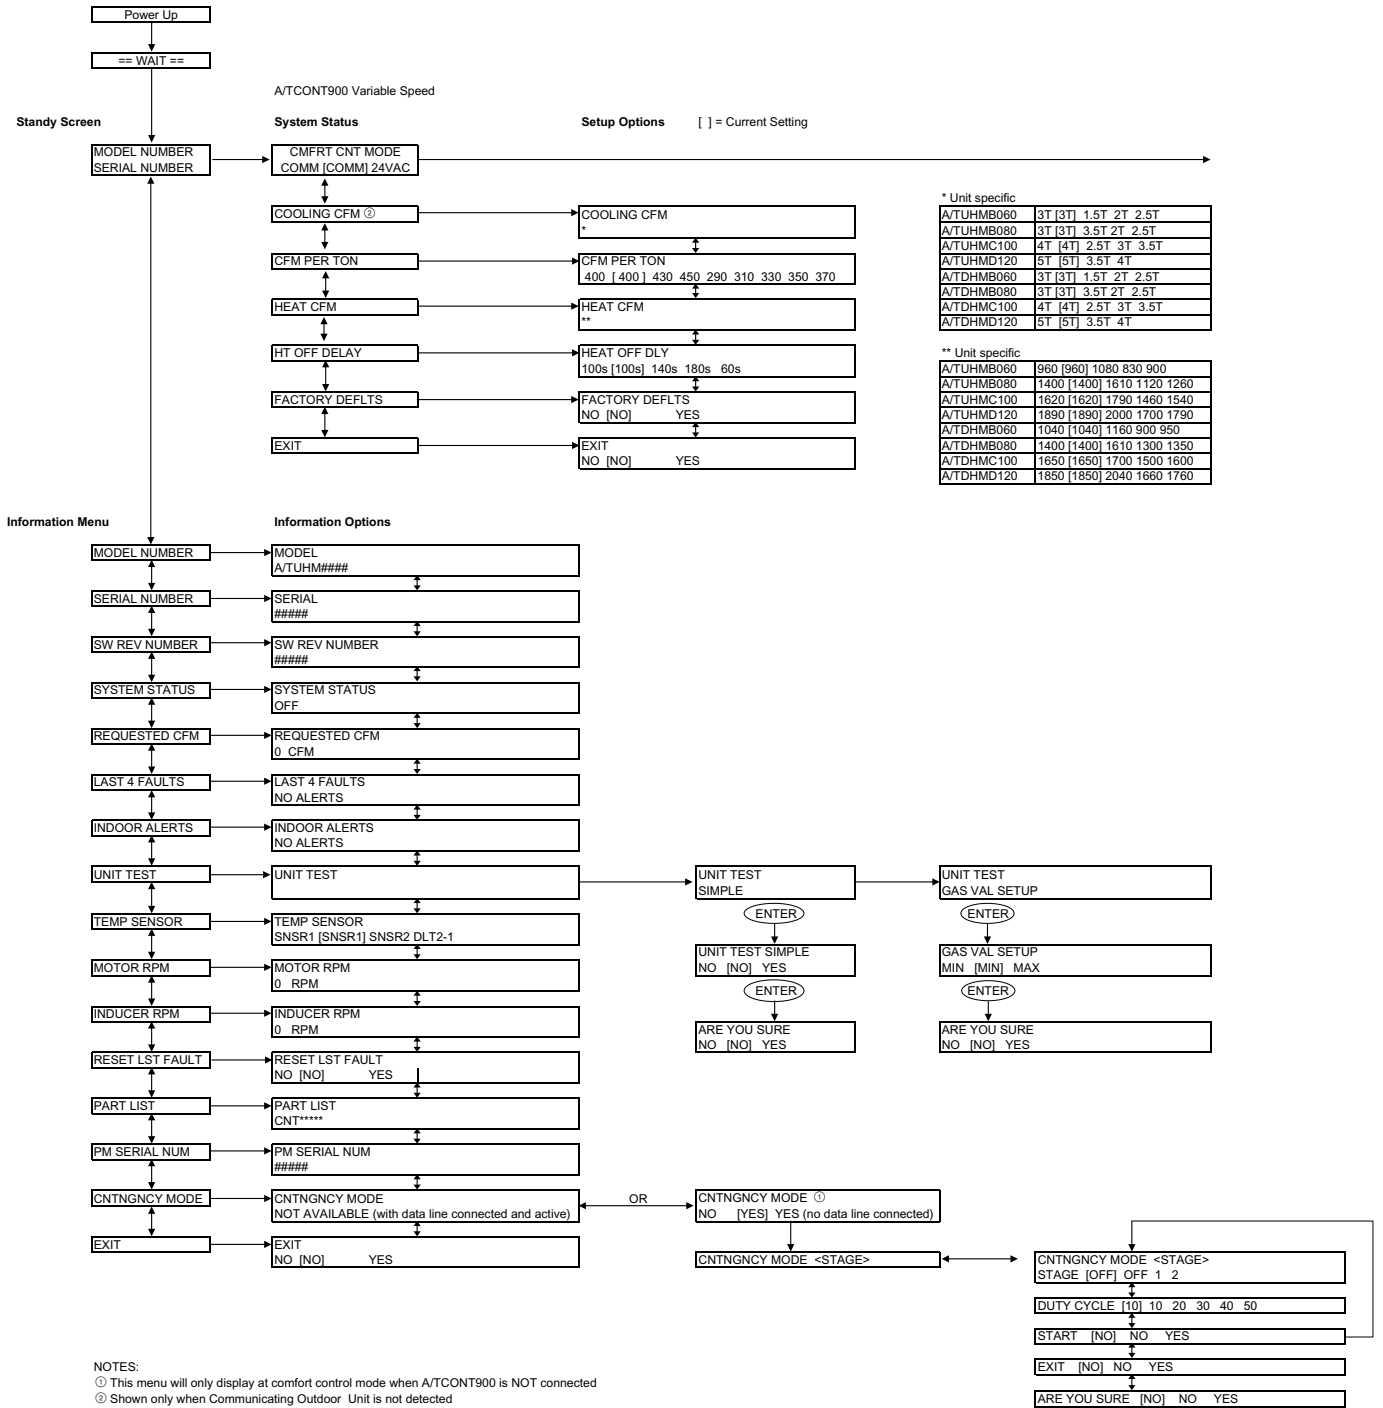 Power Up
== WAIT ==
A/TCONT900 Variable Speed
Standy Screen
System Status
Setup Options [ ] = Current Setting
MODEL NUMBER
SERIAL NUMBER
CMFRT CNT MODE
COMM [COMM] 24VAC
COOLING CFM ②
COOLING CFM
*
CFM PER TON
CFM PER TON
400 [ 400 ] 430 450 290 310 330 350 370
HEAT CFM
HEAT CFM
**
HT OFF DELAY
HEAT OFF DLY
100s [100s] 140s 180s 60s
FACTORY DEFLTS
FACTORY DEFLTS
NO [NO] YES
EXIT
EXIT
NO [NO] YES
* Unit specific
A/TUHMB060 3T [3T] 1.5T 2T 2.5T
A/TUHMB080 3T [3T] 3.5T 2T 2.5T
A/TUHMC100 4T [4T] 2.5T 3T 3.5T
A/TUHMD120 5T [5T] 3.5T 4T
A/TDHMB060 3T [3T] 1.5T 2T 2.5T
A/TDHMB080 3T [3T] 3.5T 2T 2.5T
A/TDHMC100 4T [4T] 2.5T 3T 3.5T
A/TDHMD120 5T [5T] 3.5T 4T
** Unit specific
A/TUHMB060 960 [960] 1080 830 900
A/TUHMB080 1400 [1400] 1610 1120 1260
A/TUHMC100 1620 [1620] 1790 1460 1540
A/TUHMD120 1890 [1890] 2000 1700 1790
A/TDHMB060 1040 [1040] 1160 900 950
A/TDHMB080 1400 [1400] 1610 1300 1350
A/TDHMC100 1650 [1650] 1700 1500 1600
A/TDHMD120 1850 [1850] 2040 1660 1760
Information Menu
Information Options
MODEL NUMBER
MODEL
A/TUHM####
SERIAL NUMBER
SERIAL
#####
SW REV NUMBER
SW REV NUMBER
#####
SYSTEM STATUS
SYSTEM STATUS
OFF
REQUESTED CFM
REQUESTED CFM
0 CFM
LAST 4 FAULTS
LAST 4 FAULTS
NO ALERTS
INDOOR ALERTS
INDOOR ALERTS
NO ALERTS
UNIT TEST
UNIT TEST
UNIT TEST
SIMPLE
UNIT TEST
GAS VAL SETUP
ENTER
ENTER
UNIT TEST SIMPLE
NO [NO] YES
GAS VAL SETUP
MIN [MIN] MAX
ENTER
ENTER
ARE YOU SURE
NO [NO] YES
ARE YOU SURE
NO [NO] YES
TEMP SENSOR
TEMP SENSOR
SNSR1 [SNSR1] SNSR2 DLT2-1
MOTOR RPM
MOTOR RPM
0 RPM
INDUCER RPM
INDUCER RPM
0 RPM
RESET LST FAULT
RESET LST FAULT
NO [NO] YES
PART LIST
PART LIST
CNT*****
PM SERIAL NUM
PM SERIAL NUM
#####
CNTNGNCY MODE
CNTNGNCY MODE
NOT AVAILABLE (with data line connected and active)
OR
CNTNGNCY MODE ①
NO [YES] YES (no data line connected)
EXIT
EXIT
NO [NO] YES
CNTNGNCY MODE <STAGE>
CNTNGNCY MODE <STAGE>
STAGE [OFF] OFF 1 2
DUTY CYCLE [10] 10 20 30 40 50
START [NO] NO YES
EXIT [NO] NO YES
ARE YOU SURE [NO] NO YES
NOTES:
① This menu will only display at comfort control mode when A/TCONT900 is NOT connected
② Shown only when Communicating Outdoor Unit is not detected